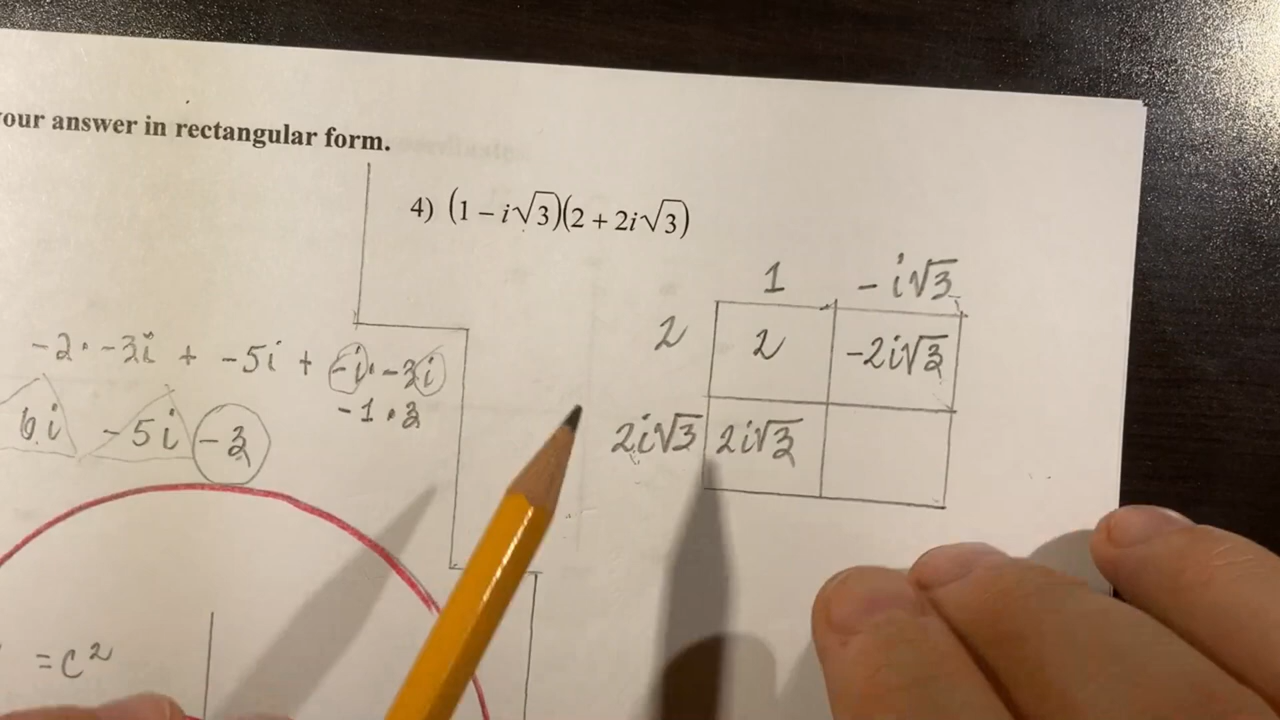 our answer in rectangular form.
4) (1 – i√3)(2 + 2i√3)
1 -i√3
2 2 -2i√3
2i√3 2i√3
-2·-3i + -5i + -i·-3i
-1·3
6i -5i -3
=c²